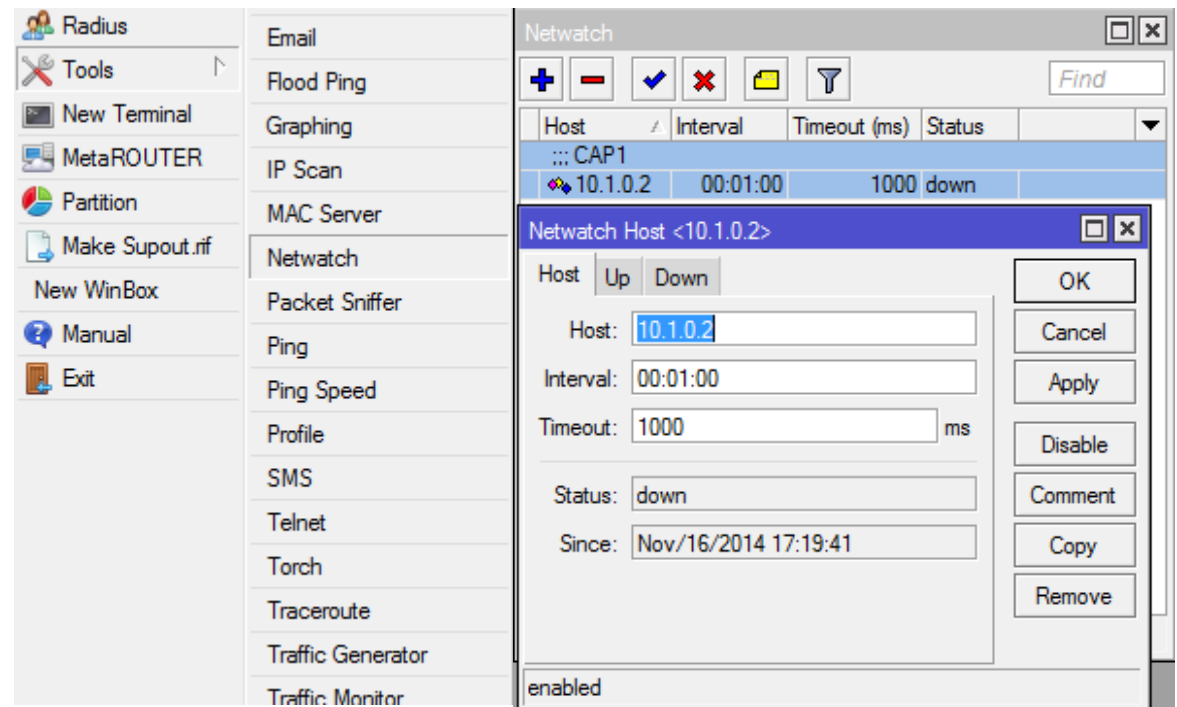 Radius
Tools
New Terminal
MetaROUTER
Partition
Make Supout.rif
New WinBox
Manual
Exit
Email
Flood Ping
Graphing
IP Scan
MAC Server
Netwatch
Packet Sniffer
Ping
Ping Speed
Profile
SMS
Telnet
Torch
Traceroute
Traffic Generator
Traffic Monitor
Netwatch
Find
Host Interval Timeout (ms) Status
::: CAP1
10.1.0.2 00:01:00 1000 down
Netwatch Host <10.1.0.2>
Host Up Down
Host: 10.1.0.2
Interval: 00:01:00
Timeout: 1000 ms
Status: down
Since: Nov/16/2014 17:19:41
OK
Cancel
Apply
Disable
Comment
Copy
Remove
enabled